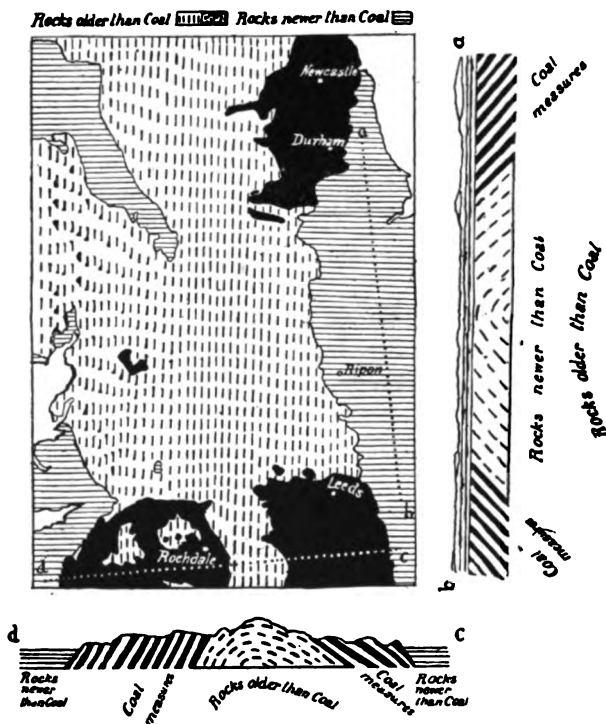 Rocks older than Coal Coal Rocks newer than Coal
Newcastle
Durham
a
Ripon
Leeds
b
Rochdale
d
c
a
Coal
measures
Rocks newer than Coal
Rocks older than Coal
Coal
measures
b
d
c
Rocks
newer
than Coal
Coal
measures
Rocks older than Coal
Coal
measures
Rocks
newer
than Coal